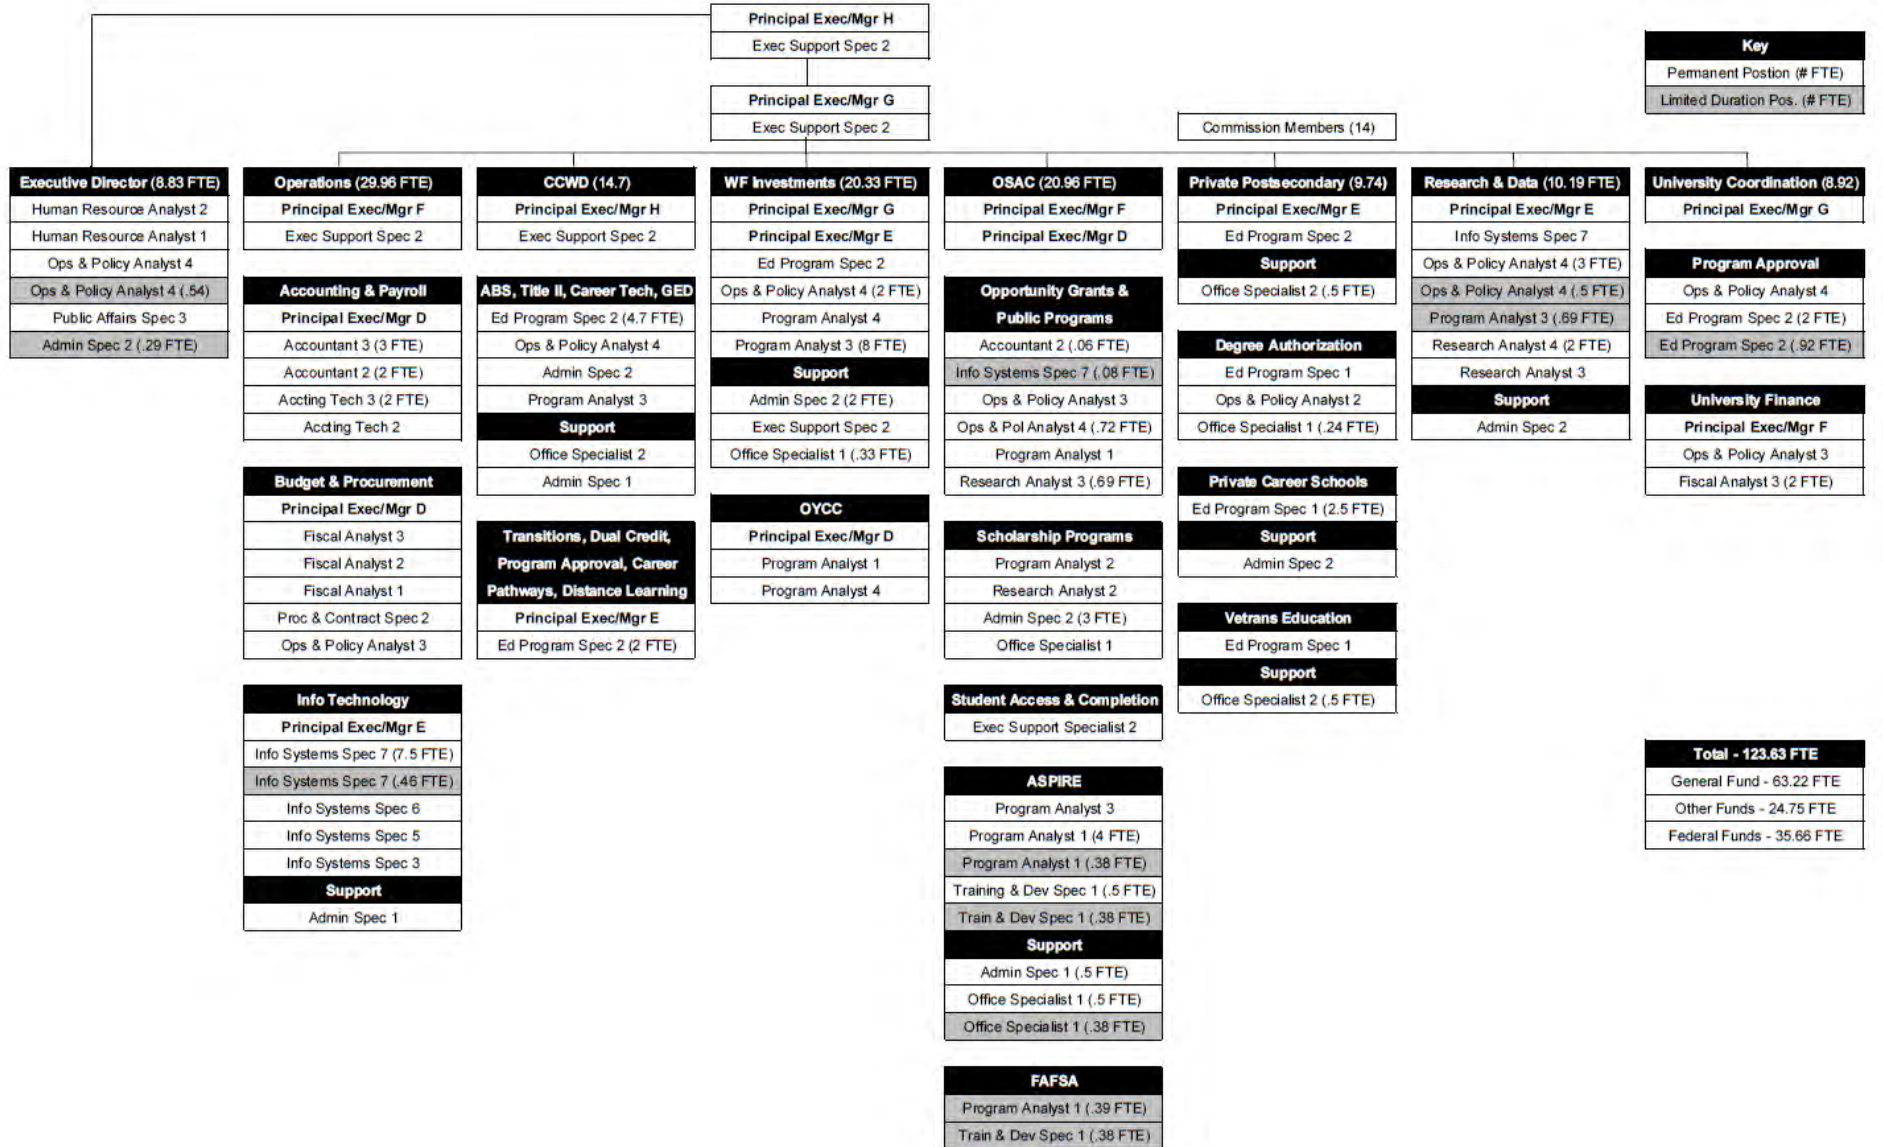 Principal Exec/Mgr H
Exec Support Spec 2
Principal Exec/Mgr G
Exec Support Spec 2
Key
Permanent Postion (# FTE)
Limited Duration Pos. (# FTE)
Commission Members (14)
Executive Director (8.83 FTE)
Human Resource Analyst 2
Human Resource Analyst 1
Ops & Policy Analyst 4
Ops & Policy Analyst 4 (.54)
Public Affairs Spec 3
Admin Spec 2 (.29 FTE)
Operations (29.96 FTE)
Principal Exec/Mgr F
Exec Support Spec 2
Accounting & Payroll
Principal Exec/Mgr D
Accountant 3 (3 FTE)
Accountant 2 (2 FTE)
Accting Tech 3 (2 FTE)
Accting Tech 2
Budget & Procurement
Principal Exec/Mgr D
Fiscal Analyst 3
Fiscal Analyst 2
Fiscal Analyst 1
Proc & Contract Spec 2
Ops & Policy Analyst 3
Info Technology
Principal Exec/Mgr E
Info Systems Spec 7 (7.5 FTE)
Info Systems Spec 7 (.46 FTE)
Info Systems Spec 6
Info Systems Spec 5
Info Systems Spec 3
Support
Admin Spec 1
CCWD (14.7)
Principal Exec/Mgr H
Exec Support Spec 2
ABS, Title II, Career Tech, GED
Ed Program Spec 2 (4.7 FTE)
Ops & Policy Analyst 4
Admin Spec 2
Program Analyst 3
Support
Office Specialist 2
Admin Spec 1
Transitions, Dual Credit,
Program Approval, Career
Pathways, Distance Learning
Principal Exec/Mgr E
Ed Program Spec 2 (2 FTE)
WF Investments (20.33 FTE)
Principal Exec/Mgr G
Principal Exec/Mgr E
Ed Program Spec 2
Ops & Policy Analyst 4 (2 FTE)
Program Analyst 4
Program Analyst 3 (8 FTE)
Support
Admin Spec 2 (2 FTE)
Exec Support Spec 2
Office Specialist 1 (.33 FTE)
OYCC
Principal Exec/Mgr D
Program Analyst 1
Program Analyst 4
OSAC (20.96 FTE)
Principal Exec/Mgr F
Principal Exec/Mgr D
Opportunity Grants &
Public Programs
Accountant 2 (.06 FTE)
Info Systems Spec 7 (.08 FTE)
Ops & Policy Analyst 3
Ops & Pol Analyst 4 (.72 FTE)
Program Analyst 1
Research Analyst 3 (.69 FTE)
Scholarship Programs
Program Analyst 2
Research Analyst 2
Admin Spec 2 (3 FTE)
Office Specialist 1
Student Access & Completion
Exec Support Specialist 2
ASPIRE
Program Analyst 3
Program Analyst 1 (4 FTE)
Program Analyst 1 (.38 FTE)
Training & Dev Spec 1 (.5 FTE)
Train & Dev Spec 1 (.38 FTE)
Support
Admin Spec 1 (.5 FTE)
Office Specialist 1 (.5 FTE)
Office Specialist 1 (.38 FTE)
FAFSA
Program Analyst 1 (.39 FTE)
Train & Dev Spec 1 (.38 FTE)
Private Postsecondary (9.74)
Principal Exec/Mgr E
Ed Program Spec 2
Support
Office Specialist 2 (.5 FTE)
Degree Authorization
Ed Program Spec 1
Ops & Policy Analyst 2
Office Specialist 1 (.24 FTE)
Private Career Schools
Ed Program Spec 1 (2.5 FTE)
Support
Admin Spec 2
Vetrans Education
Ed Program Spec 1
Support
Office Specialist 2 (.5 FTE)
Research & Data (10.19 FTE)
Principal Exec/Mgr E
Info Systems Spec 7
Ops & Policy Analyst 4 (3 FTE)
Ops & Policy Analyst 4 (.5 FTE)
Program Analyst 3 (.69 FTE)
Research Analyst 4 (2 FTE)
Research Analyst 3
Support
Admin Spec 2
University Coordination (8.92)
Principal Exec/Mgr G
Program Approval
Ops & Policy Analyst 4
Ed Program Spec 2 (2 FTE)
Ed Program Spec 2 (.92 FTE)
University Finance
Principal Exec/Mgr F
Ops & Policy Analyst 3
Fiscal Analyst 3 (2 FTE)
Total - 123.63 FTE
General Fund - 63.22 FTE
Other Funds - 24.75 FTE
Federal Funds - 35.66 FTE